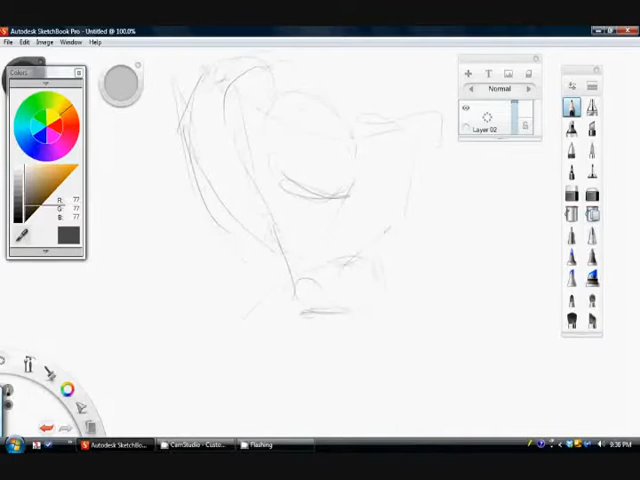 Autodesk SketchBook Pro - Untitled @ 100.0%
File Edit Image Window Help
Colors
Normal
Layer 02
R: 77
G: 77
B: 77
Autodesk SketchBo...
CamStudio - Custo...
Flashing
9:36 PM